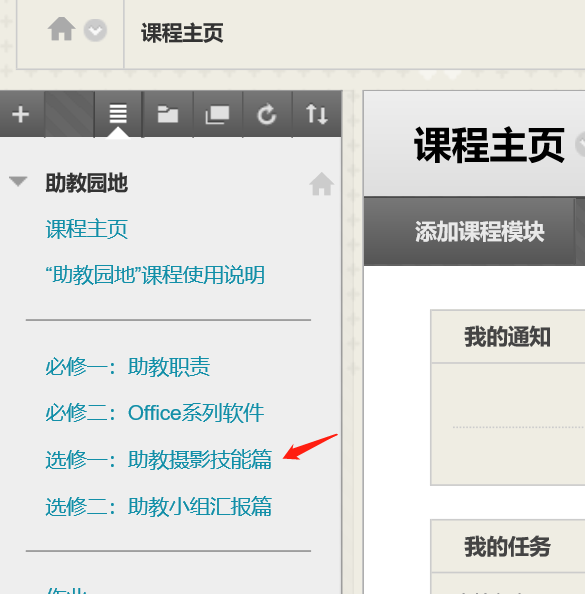 课程主页
助教园地
课程主页
“助教园地”课程使用说明
必修一：助教职责
必修二：Office系列软件
选修一：助教摄影技能篇
选修二：助教小组汇报篇
课程主页
添加课程模块
我的通知
我的任务